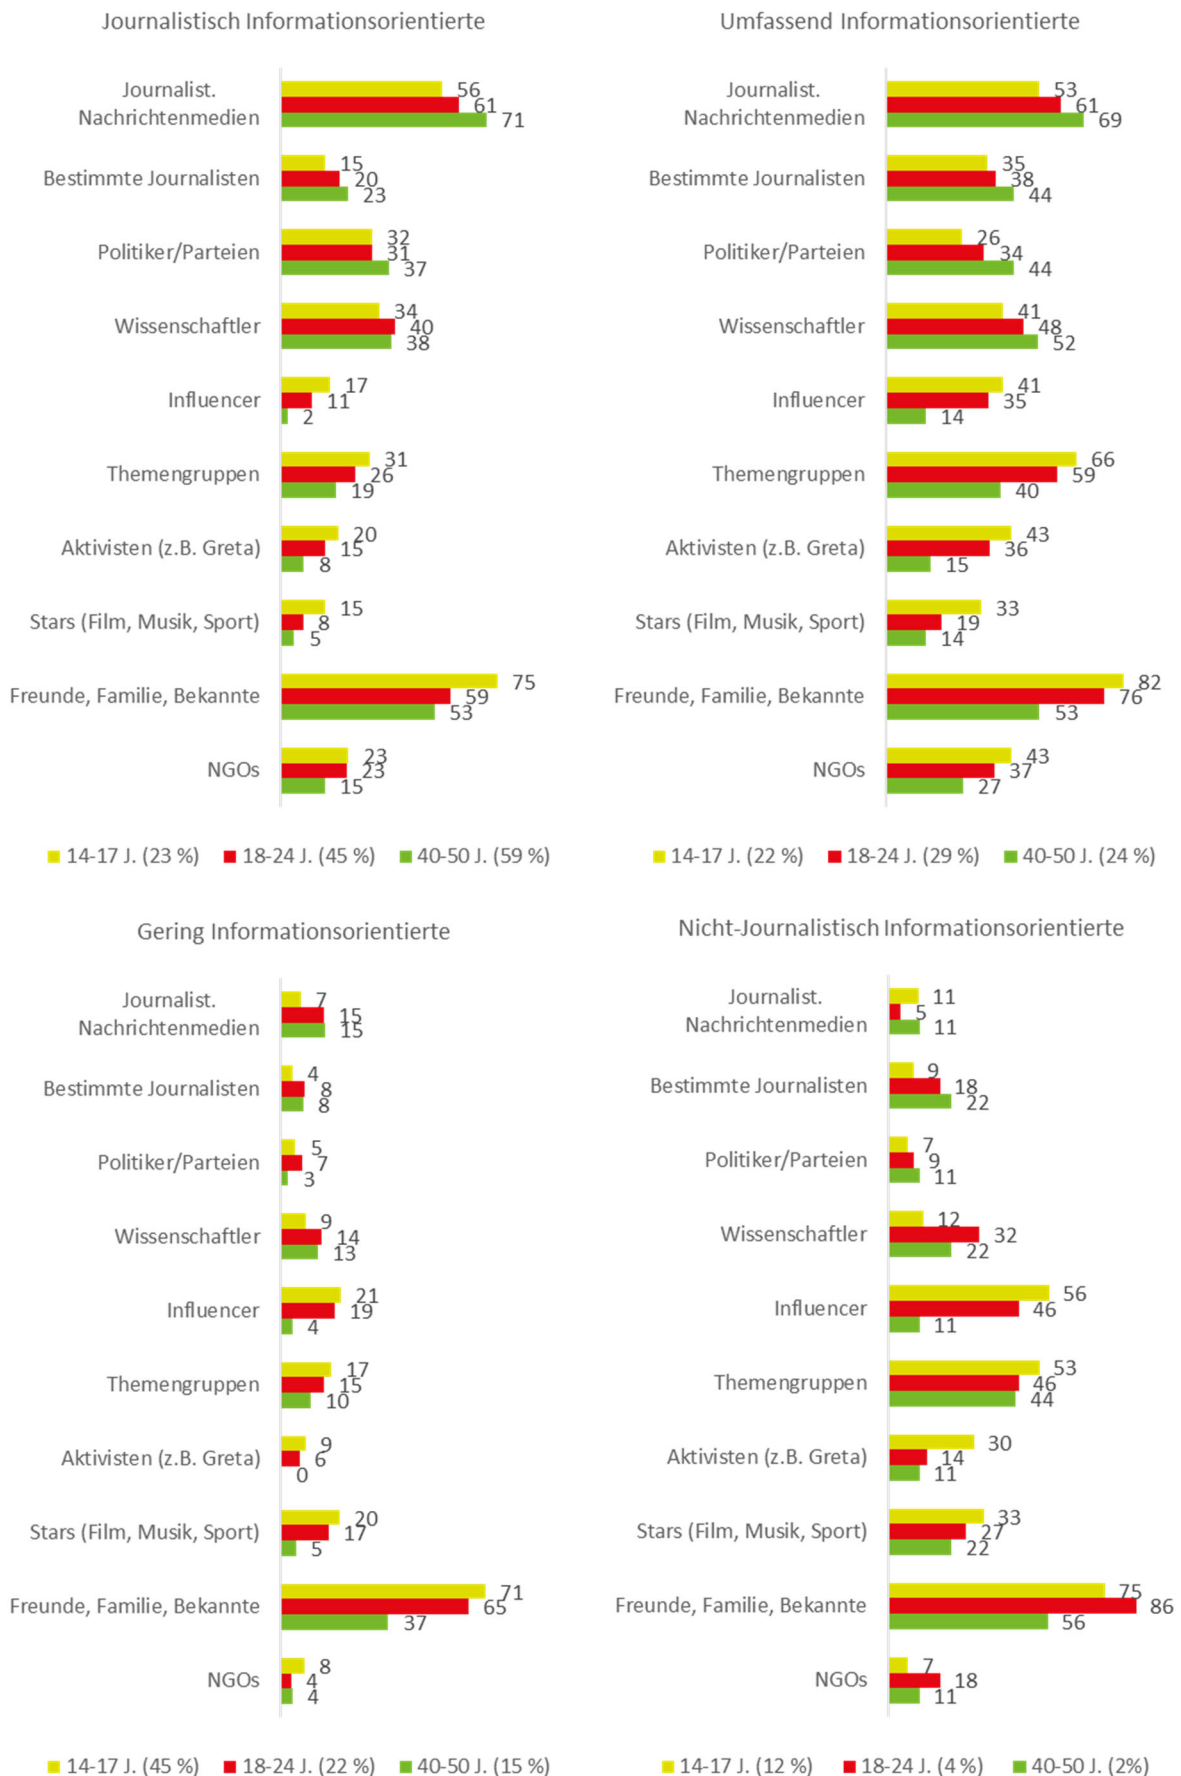 Journalistisch Informationsorientierte
Journalist.
Nachrichtenmedien
56
61
71
Bestimmte Journalisten
15
20
23
Politiker/Parteien
32
31
37
Wissenschaftler
34
40
38
Influencer
17
11
2
Themengruppen
31
26
19
Aktivisten (z.B. Greta)
20
15
8
Stars (Film, Musik, Sport)
15
8
5
Freunde, Familie, Bekannte
75
59
53
NGOs
23
23
15
14-17 J. (23 %) 18-24 J. (45 %) 40-50 J. (59 %)
Umfassend Informationsorientierte
Journalist.
Nachrichtenmedien
53
61
69
Bestimmte Journalisten
35
38
44
Politiker/Parteien
26
34
44
Wissenschaftler
41
48
52
Influencer
41
35
14
Themengruppen
66
59
40
Aktivisten (z.B. Greta)
43
36
15
Stars (Film, Musik, Sport)
33
19
14
Freunde, Familie, Bekannte
82
76
53
NGOs
43
37
27
14-17 J. (22 %) 18-24 J. (29 %) 40-50 J. (24 %)
Gering Informationsorientierte
Journalist.
Nachrichtenmedien
7
15
15
Bestimmte Journalisten
4
8
8
Politiker/Parteien
5
7
3
Wissenschaftler
9
14
13
Influencer
21
19
4
Themengruppen
17
15
10
Aktivisten (z.B. Greta)
9
6
0
Stars (Film, Musik, Sport)
20
17
5
Freunde, Familie, Bekannte
71
65
37
NGOs
8
4
4
14-17 J. (45 %) 18-24 J. (22 %) 40-50 J. (15 %)
Nicht-Journalistisch Informationsorientierte
Journalist.
Nachrichtenmedien
11
5
11
Bestimmte Journalisten
9
18
22
Politiker/Parteien
7
9
11
Wissenschaftler
12
32
22
Influencer
56
46
11
Themengruppen
53
46
44
Aktivisten (z.B. Greta)
30
14
11
Stars (Film, Musik, Sport)
33
27
22
Freunde, Familie, Bekannte
75
86
56
NGOs
7
18
11
14-17 J. (12 %) 18-24 J. (4 %) 40-50 J. (2%)